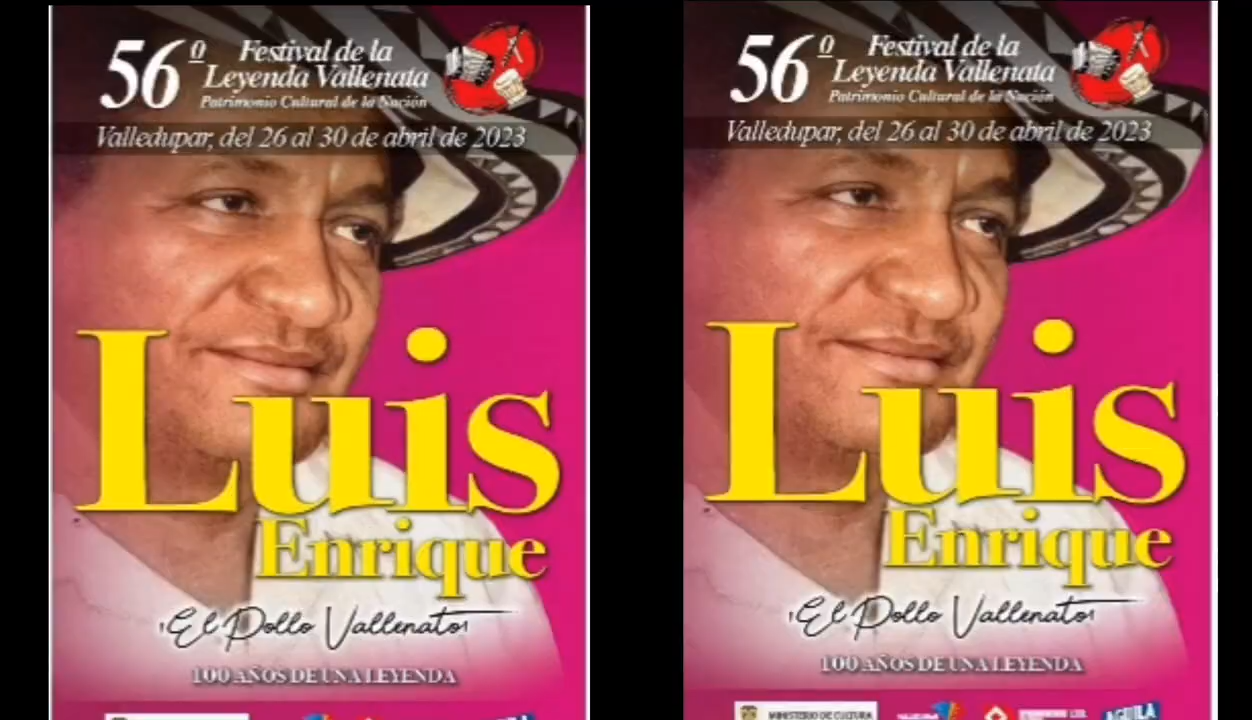 56º Festival de la
Leyenda Vallenata
Patrimonio Cultural de la Nación
Valledupar, del 26 al 30 de abril de 2023
Luis
Enrique
"El Pollo Vallenato"
100 AÑOS DE UNA LEYENDA
56º Festival de la
Leyenda Vallenata
Patrimonio Cultural de la Nación
Valledupar, del 26 al 30 de abril de 2023
Luis
Enrique
"El Pollo Vallenato"
100 AÑOS DE UNA LEYENDA
MINISTERIO DE CULTURA
AGUILA